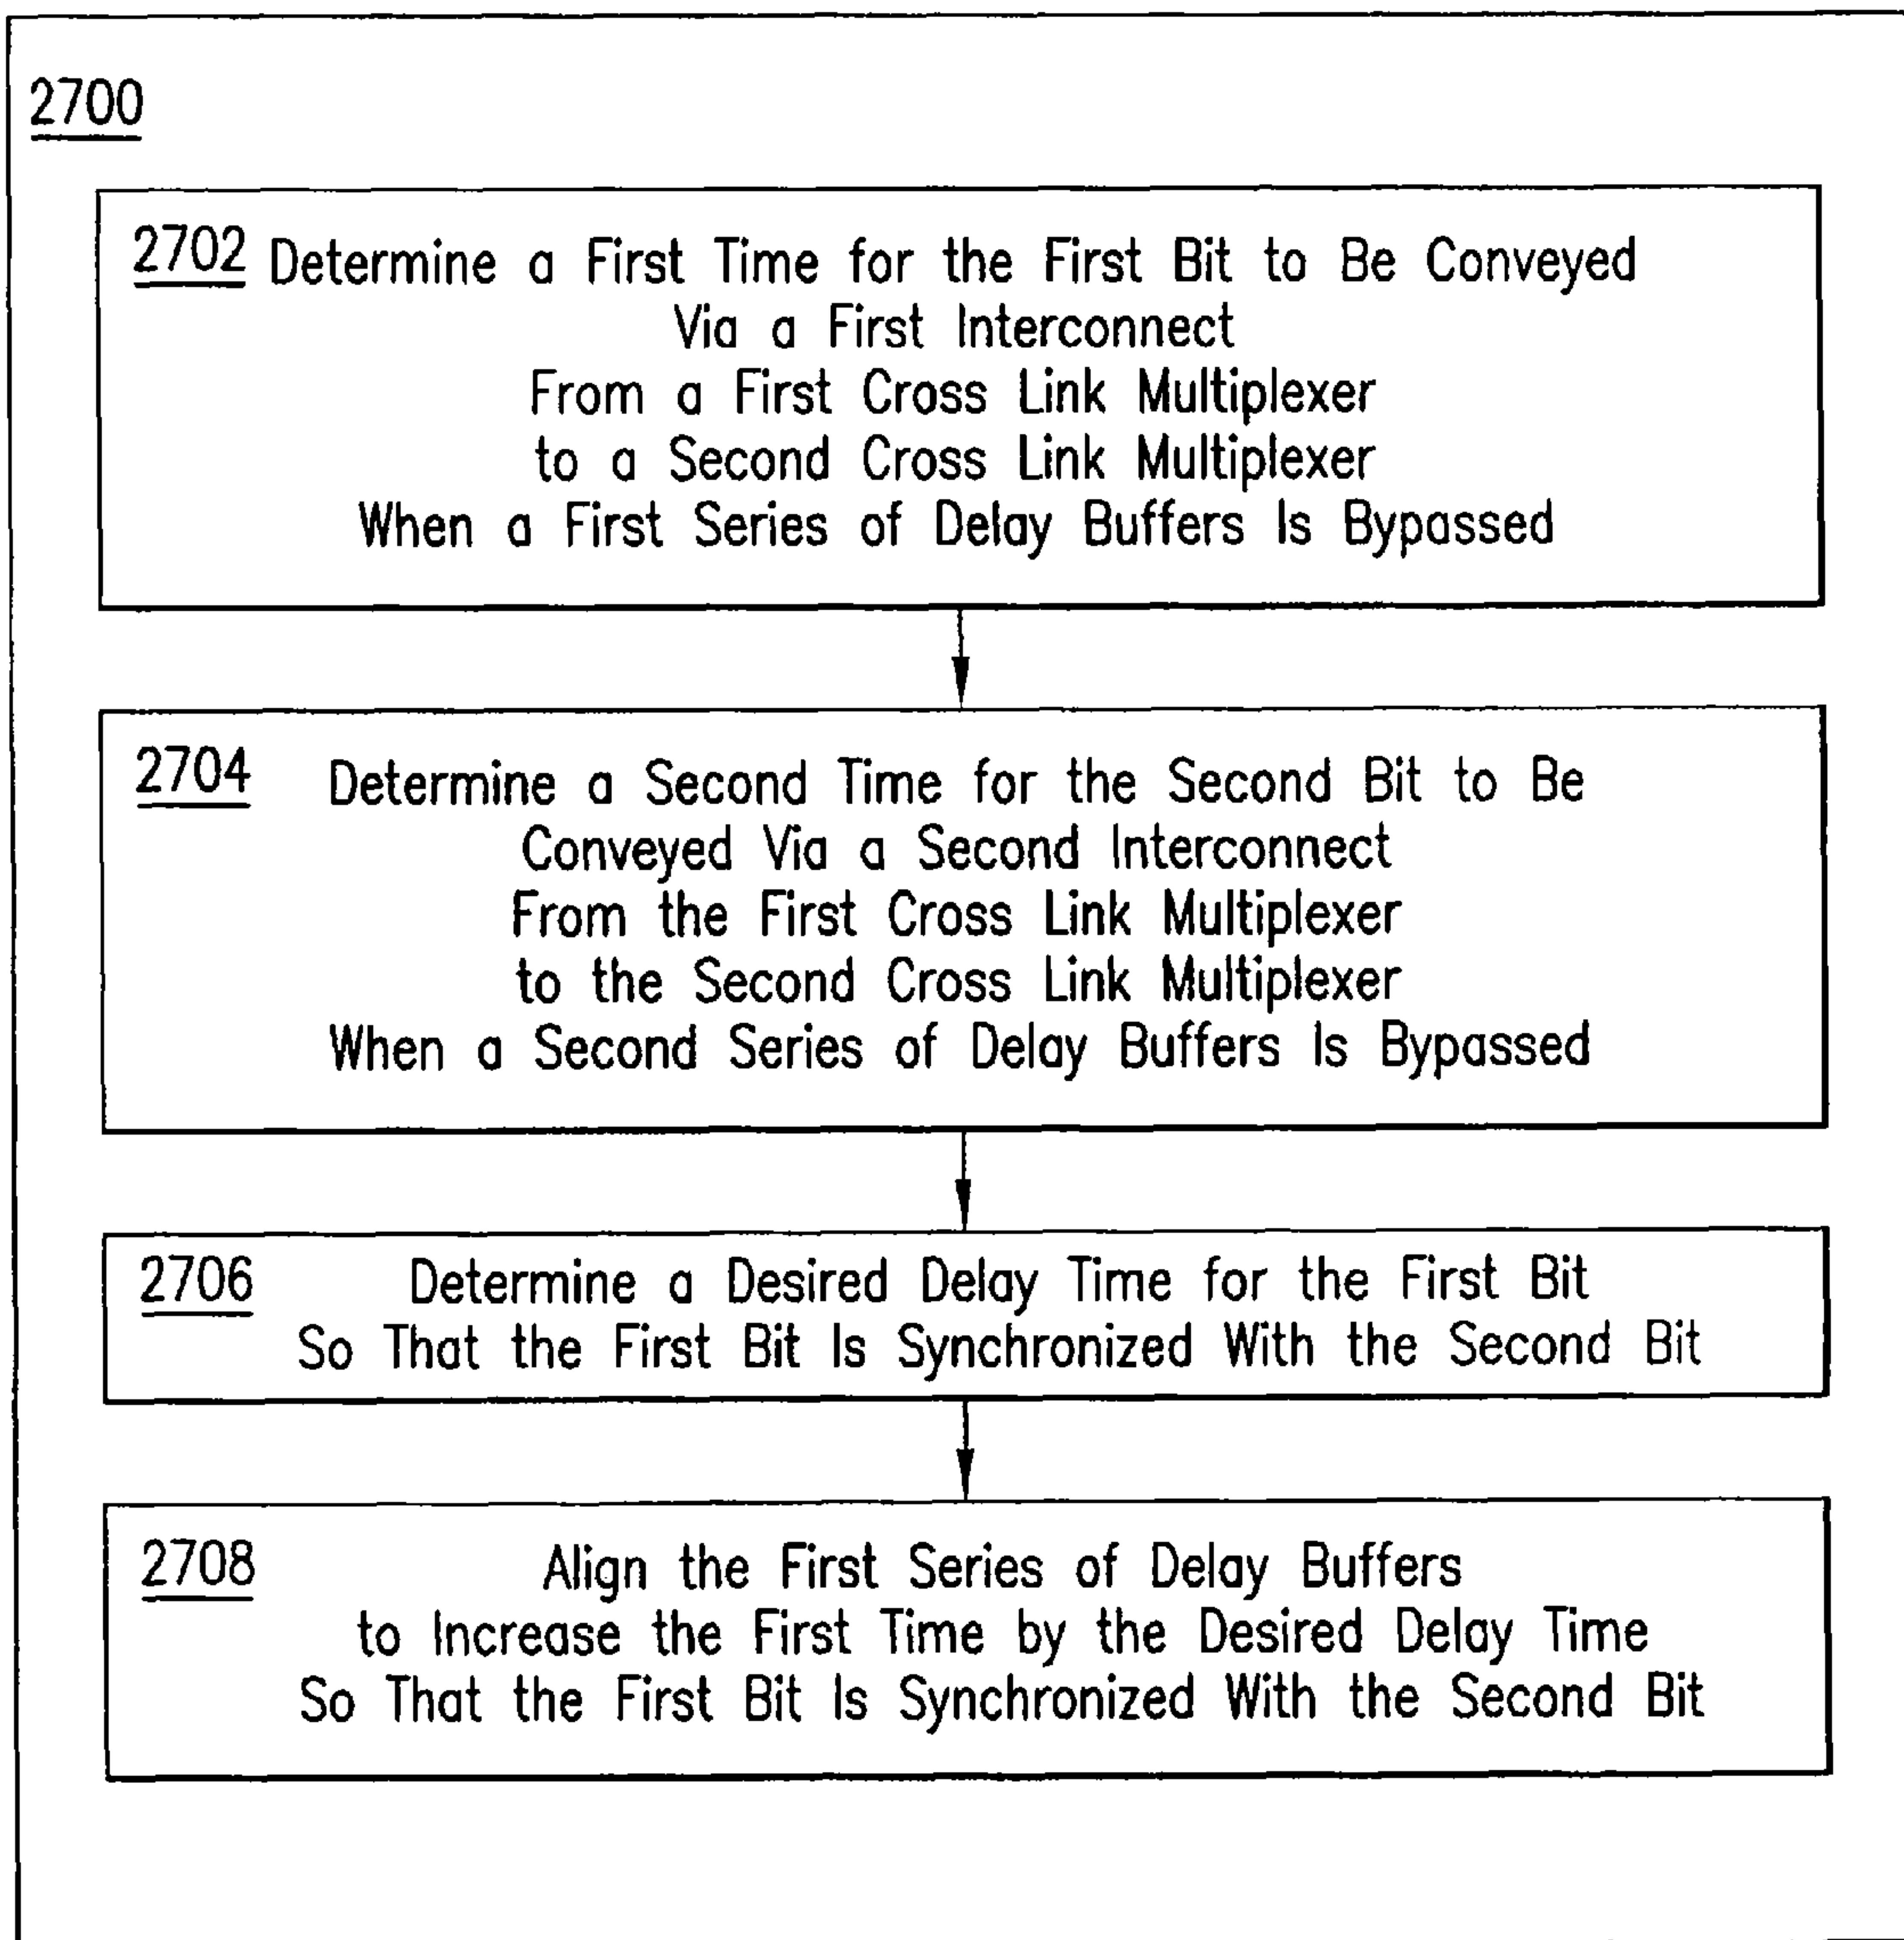 2700
2702 Determine a First Time for the First Bit to Be Conveyed
Via a First Interconnect
From a First Cross Link Multiplexer
to a Second Cross Link Multiplexer
When a First Series of Delay Buffers Is Bypassed
2704 Determine a Second Time for the Second Bit to Be
Conveyed Via a Second Interconnect
From the First Cross Link Multiplexer
to the Second Cross Link Multiplexer
When a Second Series of Delay Buffers Is Bypassed
2706 Determine a Desired Delay Time for the First Bit
So That the First Bit Is Synchronized With the Second Bit
2708 Align the First Series of Delay Buffers
to Increase the First Time by the Desired Delay Time
So That the First Bit Is Synchronized With the Second Bit